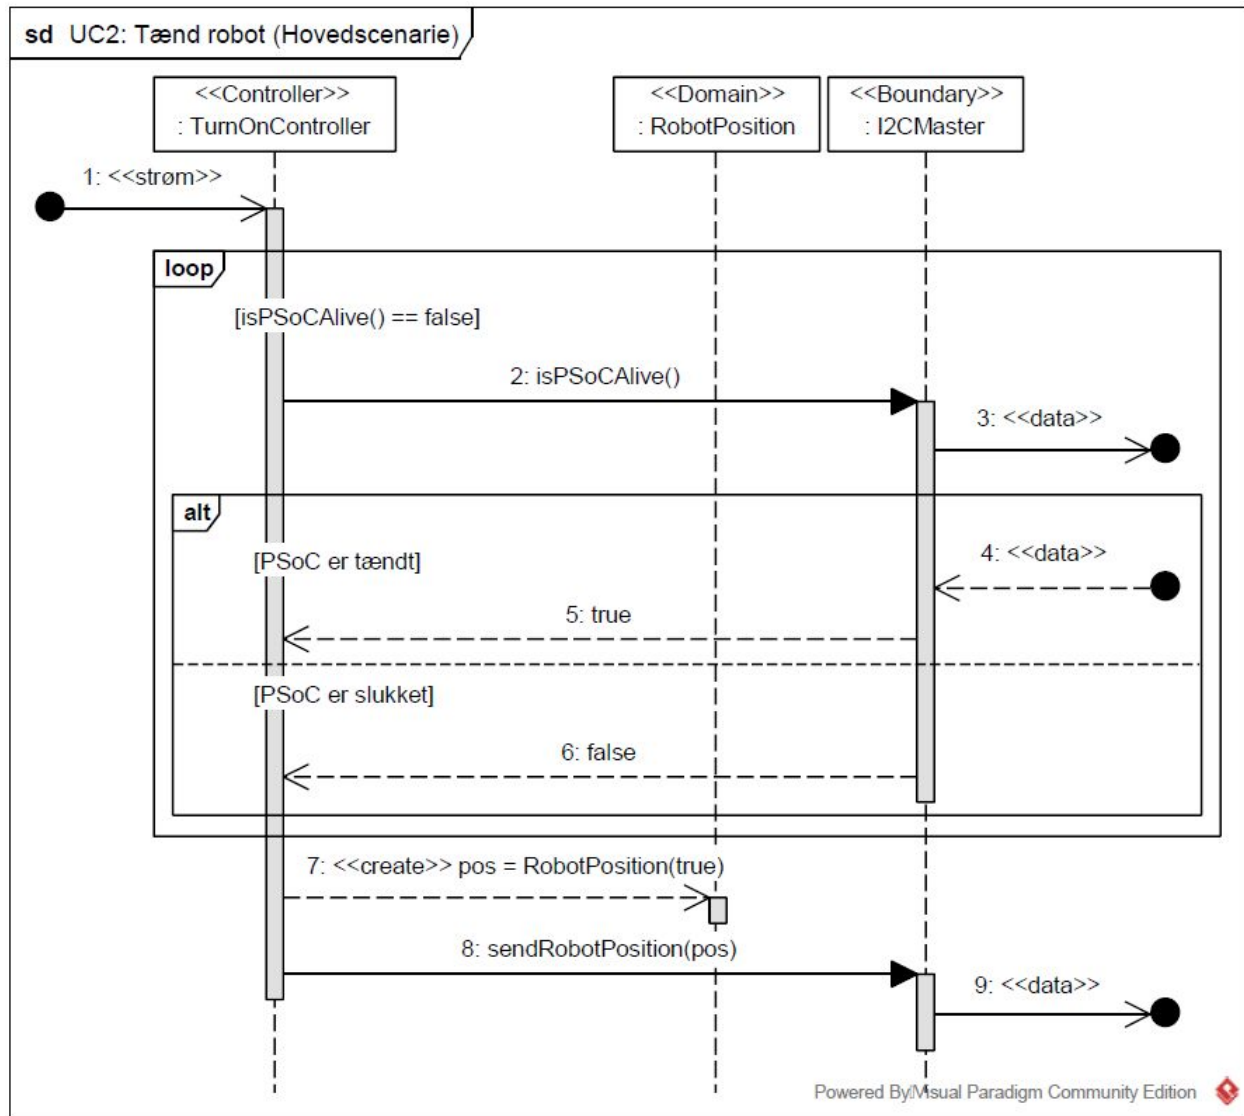 sd UC2: Tænd robot (Hovedscenarie)
<<Controller>>
: TurnOnController
<<Domain>>
: RobotPosition
<<Boundary>>
: I2CMaster
1: <<strøm>>
loop
[isPSoCAlive() == false]
2: isPSoCAlive()
3: <<data>>
alt
[PSoC er tændt]
4: <<data>>
5: true
[PSoC er slukket]
6: false
7: <<create>> pos = RobotPosition(true)
8: sendRobotPosition(pos)
9: <<data>>
Powered By Visual Paradigm Community Edition